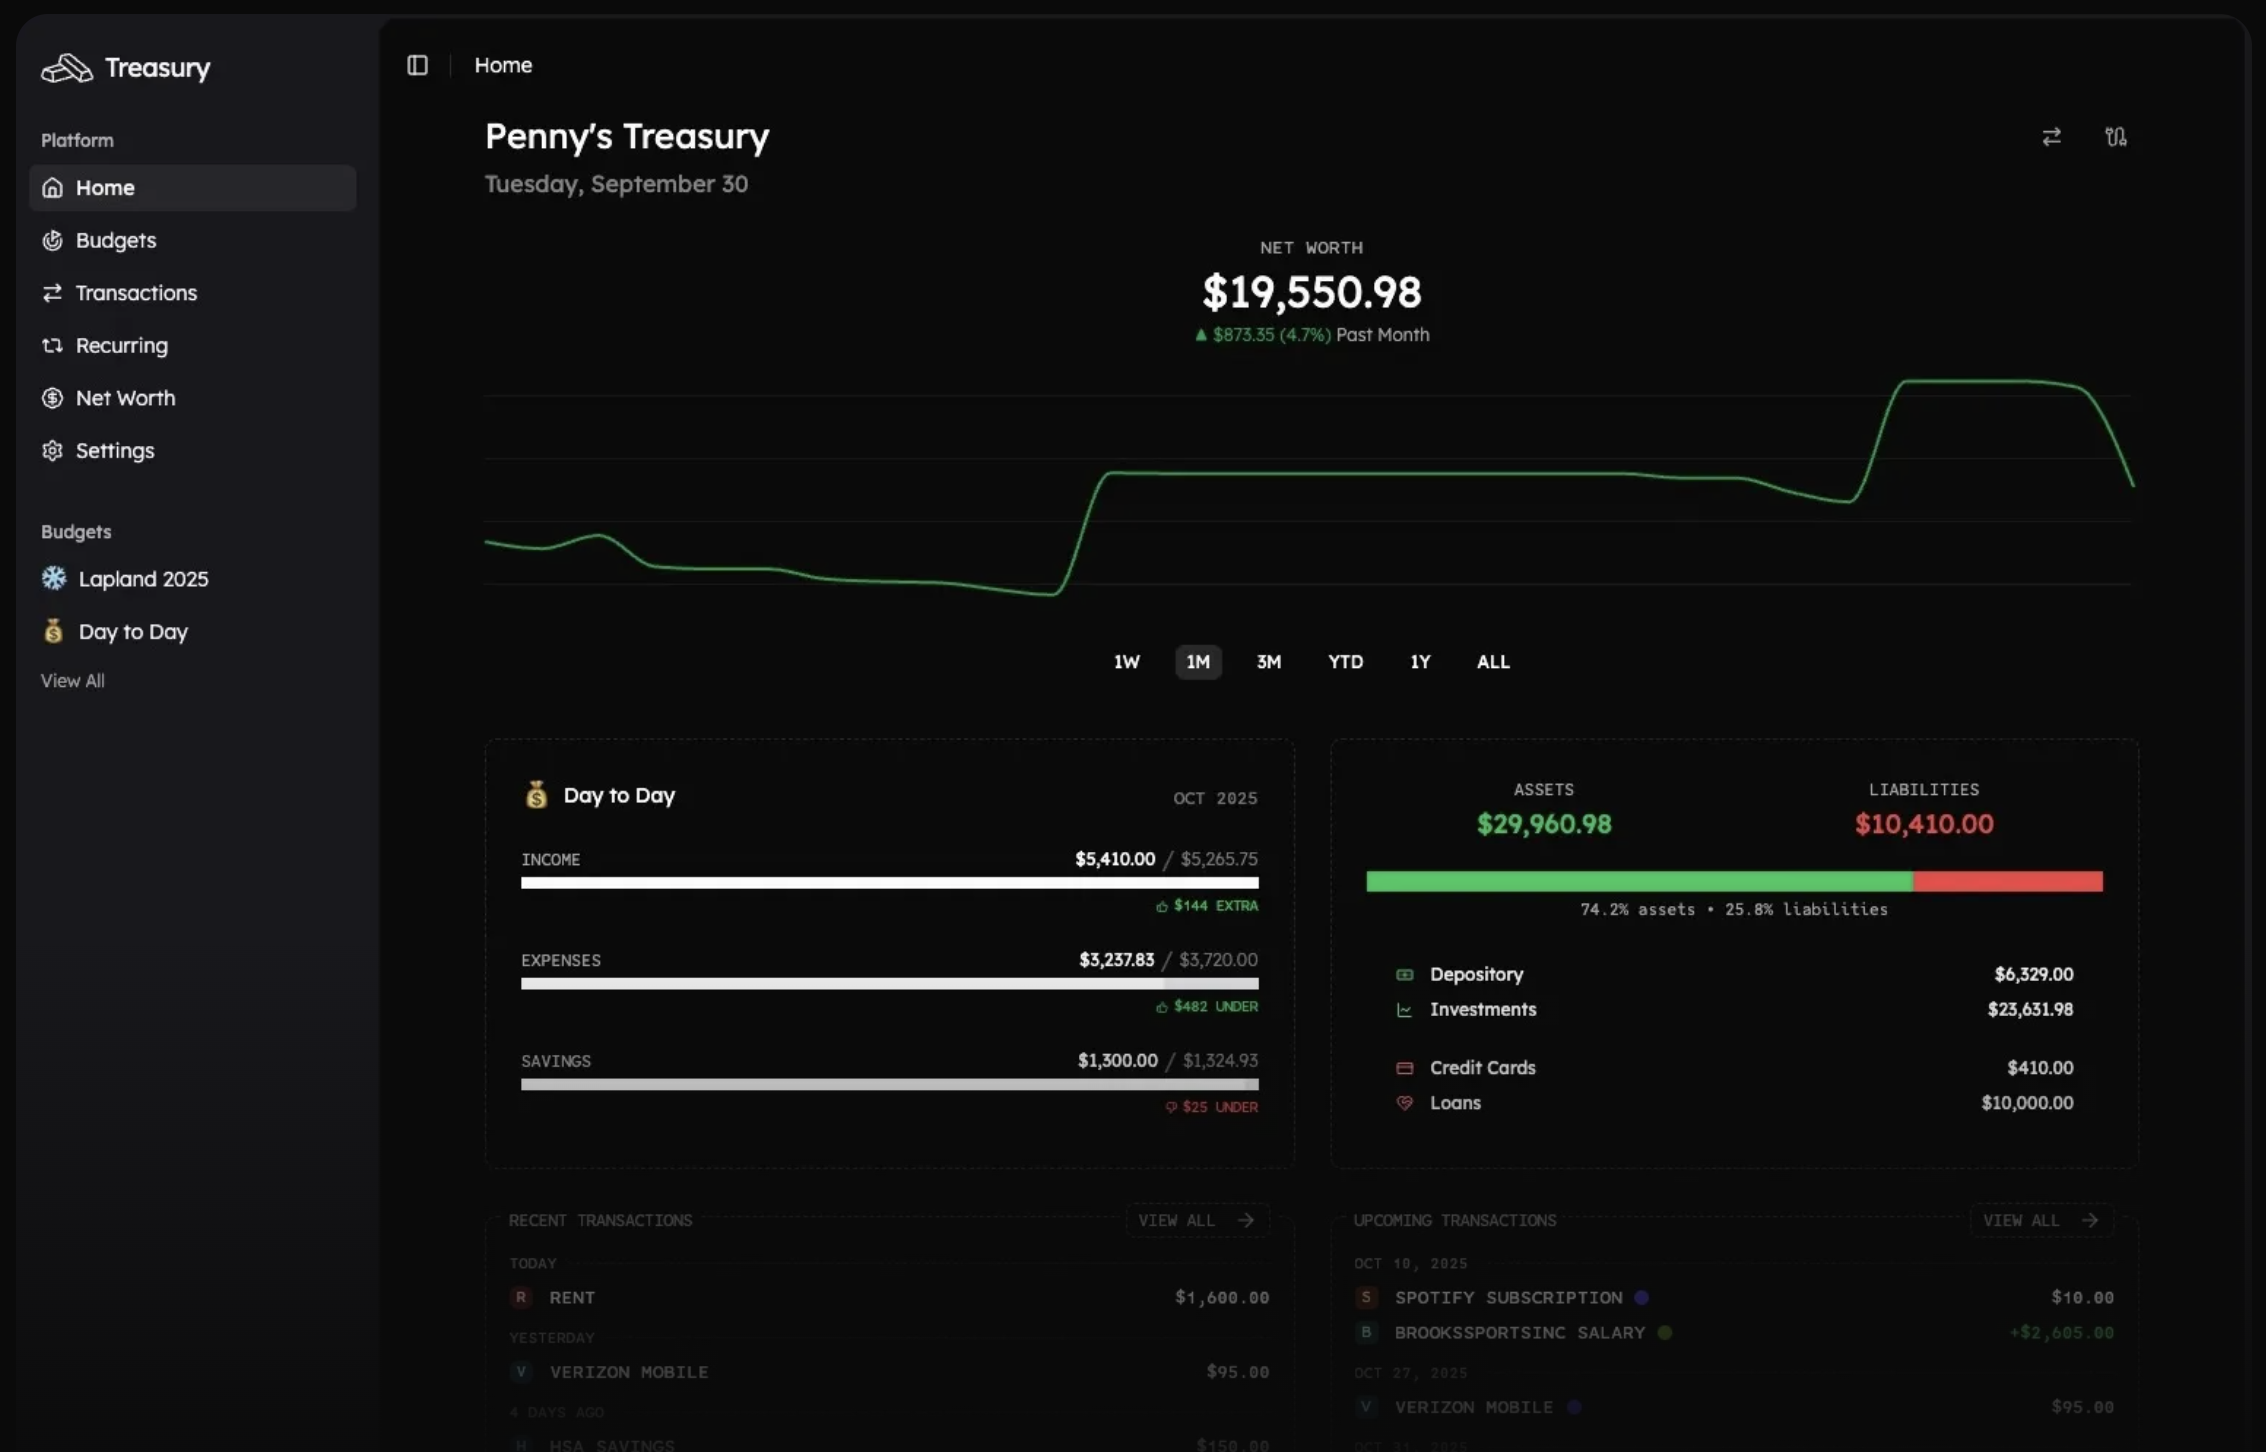 Treasury
Platform
Home
Budgets
Transactions
Recurring
Net Worth
Settings
Budgets
Lapland 2025
Day to Day
View All
Home
Penny's Treasury
Tuesday, September 30
NET WORTH
$19,550.98
▲ $873.35 (4.7%) Past Month
1W 1M 3M YTD 1Y ALL
Day to Day OCT 2025
INCOME $5,410.00 / $5,265.75
$144 EXTRA
EXPENSES $3,237.83 / $3,720.00
$482 UNDER
SAVINGS $1,300.00 / $1,324.93
$25 UNDER
ASSETS LIABILITIES
$29,960.98 $10,410.00
74.2% assets • 25.8% liabilities
Depository $6,329.00
Investments $23,631.98
Credit Cards $410.00
Loans $10,000.00
RECENT TRANSACTIONS VIEW ALL →
TODAY
R RENT $1,600.00
YESTERDAY
V VERIZON MOBILE $95.00
4 DAYS AGO
H HSA SAVINGS $150.00
UPCOMING TRANSACTIONS VIEW ALL →
OCT 10, 2025
S SPOTIFY SUBSCRIPTION $10.00
B BROOKSSPORTSINC SALARY +$2,605.00
OCT 27, 2025
V VERIZON MOBILE $95.00
OCT 31, 2025